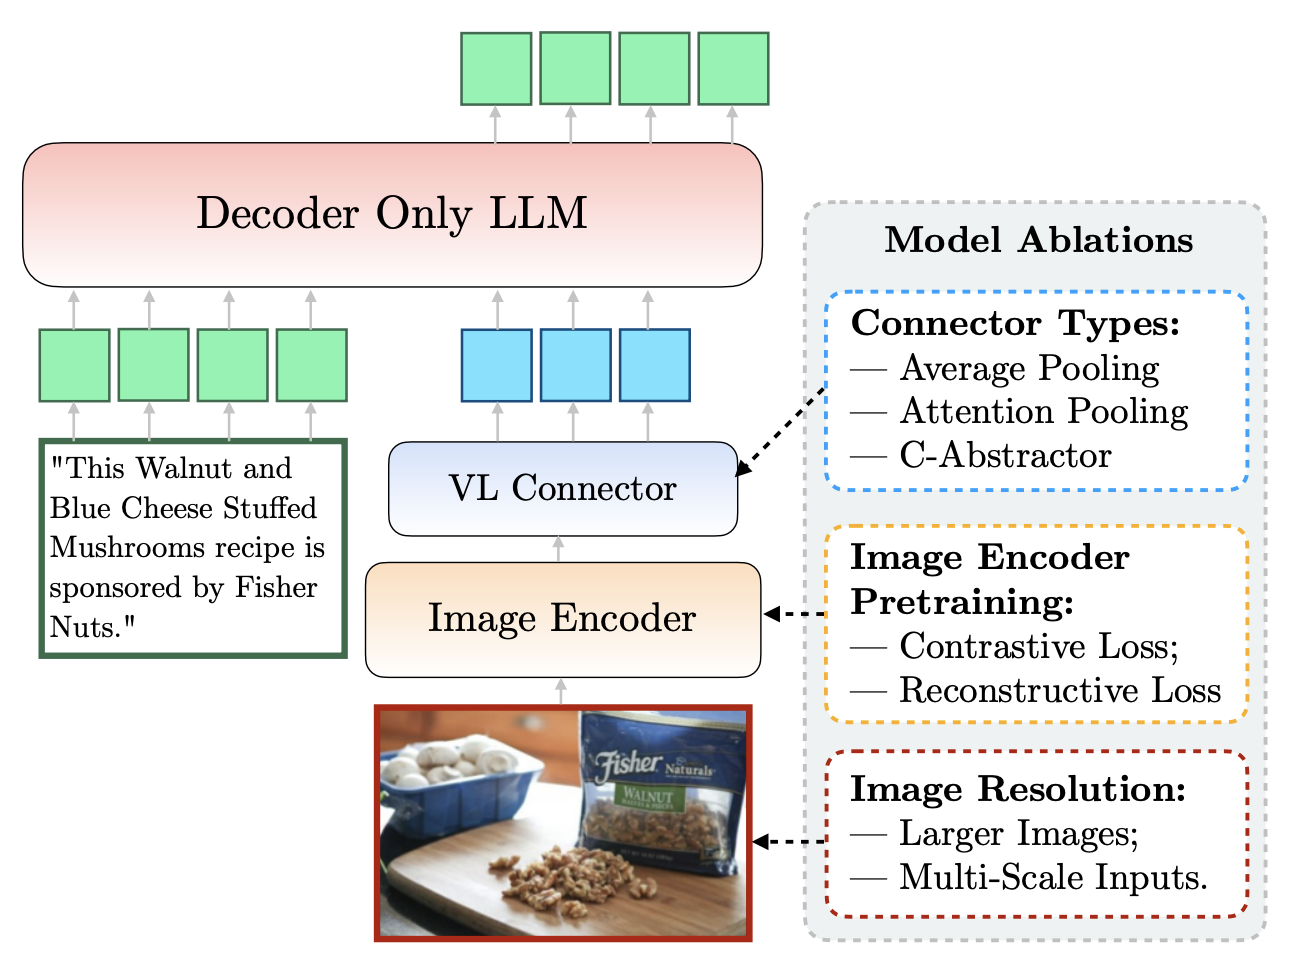 Decoder Only LLM
"This Walnut and
Blue Cheese Stuffed
Mushrooms recipe is
sponsored by Fisher
Nuts."
VL Connector
Image Encoder
Fisher
Naturals
WALNUT
Model Ablations
Connector Types:
— Average Pooling
— Attention Pooling
— C-Abstractor
Image Encoder
Pretraining:
— Contrastive Loss;
— Reconstructive Loss
Image Resolution:
— Larger Images;
— Multi-Scale Inputs.